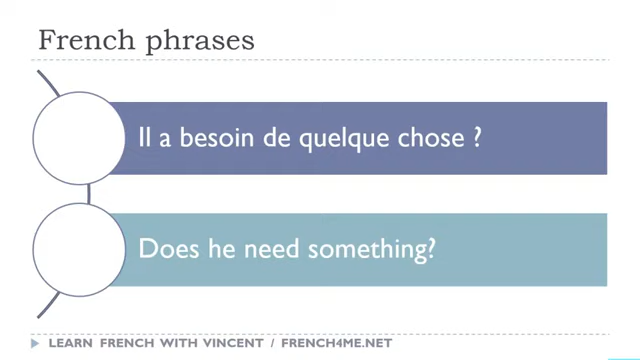 French phrases
Il a besoin de quelque chose ?
Does he need something?
LEARN FRENCH WITH VINCENT / FRENCH4ME.NET